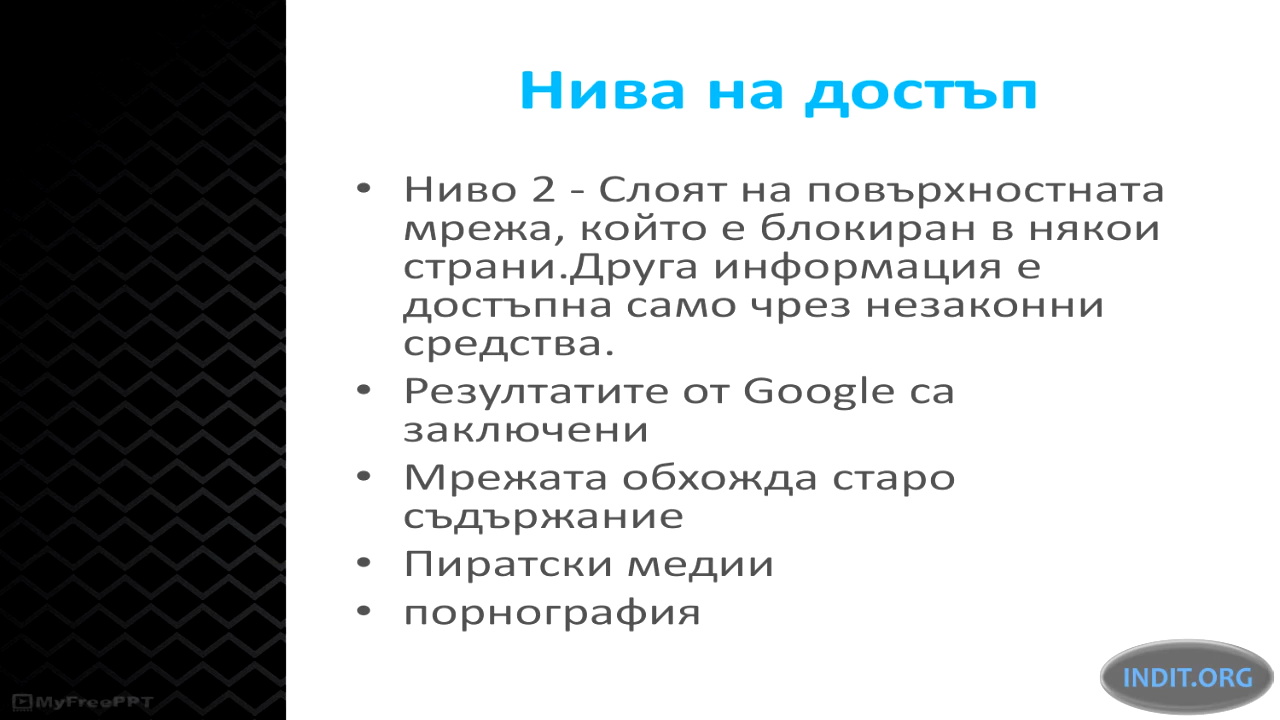 Нива на достъп
• Ниво 2 - Слоят на повърхностната
мрежа, който е блокиран в някои
страни.Друга информация е
достъпна само чрез незаконни
средства.
• Резултатите от Google са
заключени
• Мрежата обхожда старо
съдържание
• Пиратски медии
• порнография
INDIT.ORG
MyFreePPT